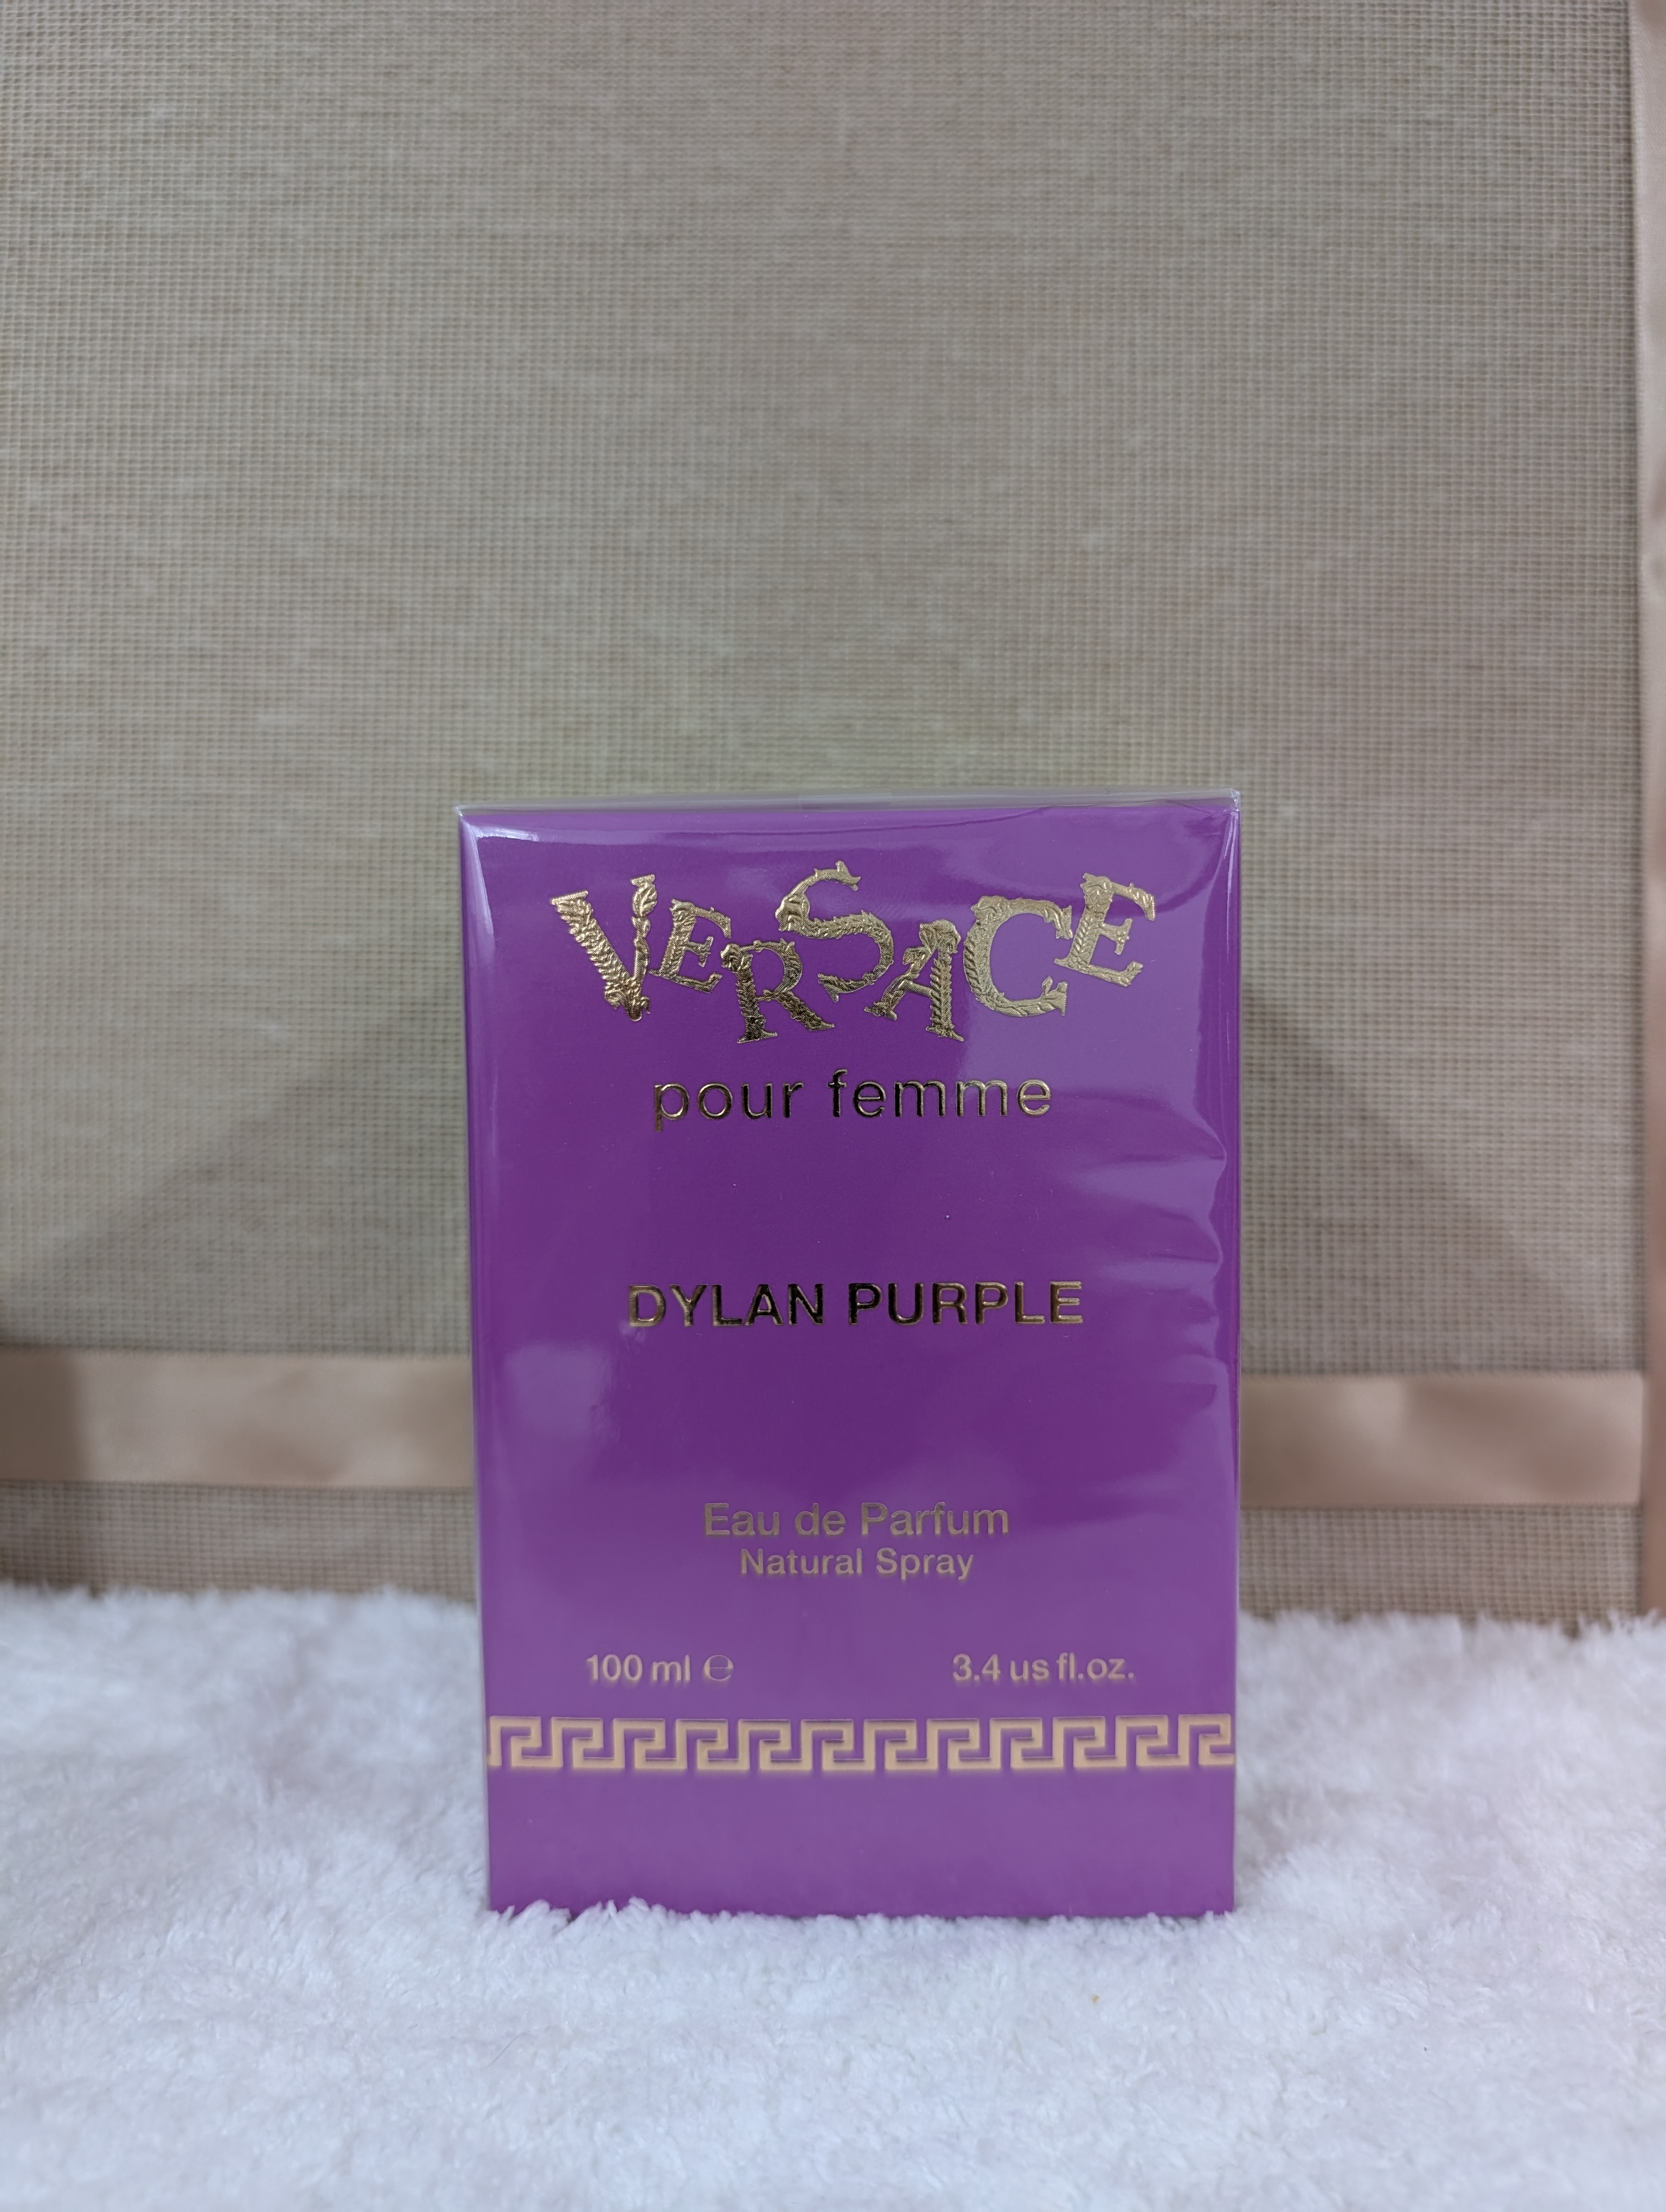 VERSACE
pour femme
DYLAN PURPLE
Eau de Parfum
Natural Spray
100 ml ℮
3.4 us fl.oz.